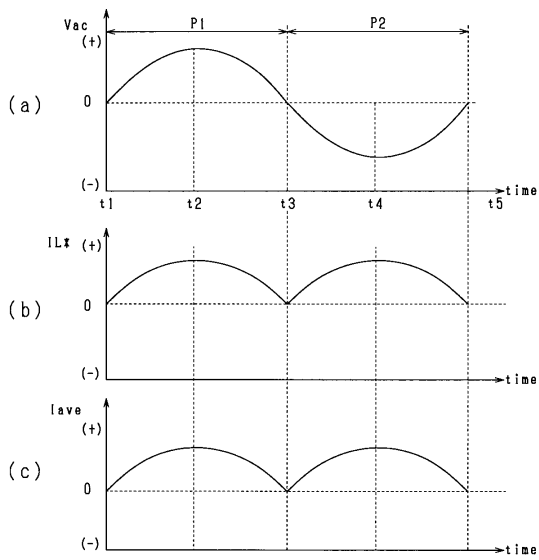 Vac P1 P2
(+)
(a) 0
(-)
time
t1 t2 t3 t4 t5
IL* (+)
(b) 0
(-) time
Iave
(+)
(c) 0
(-) time